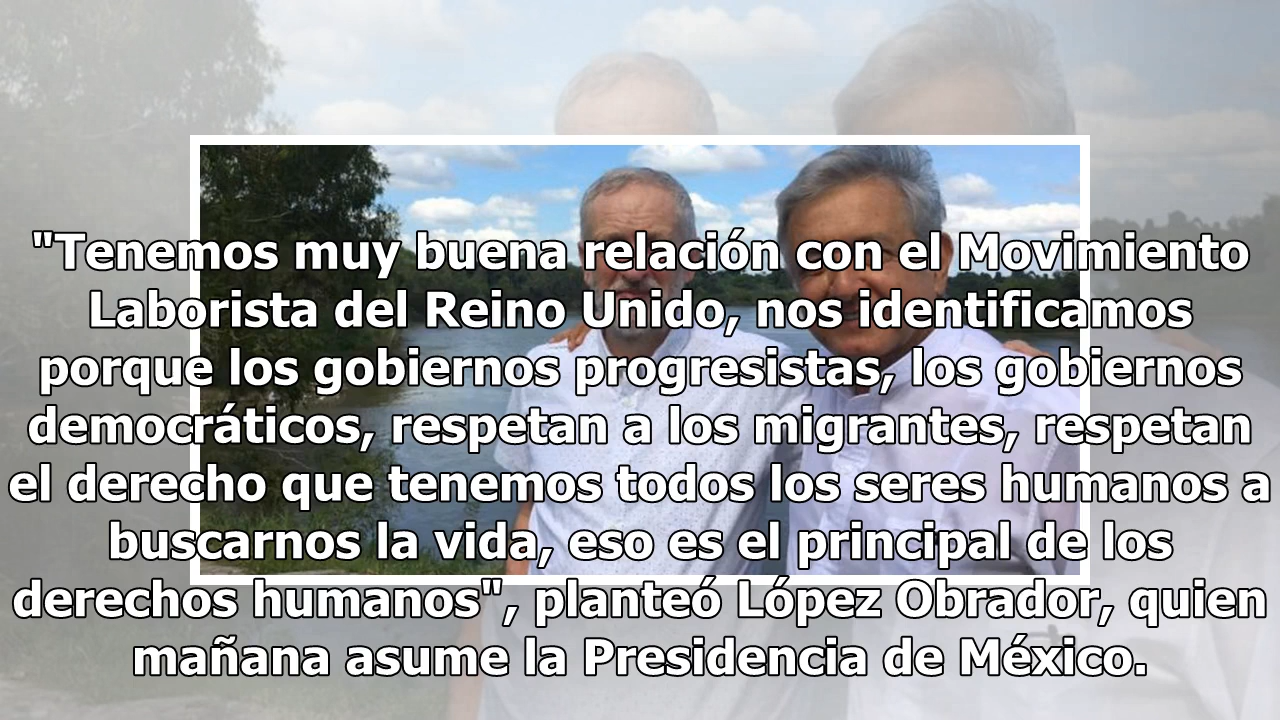 "Tenemos muy buena relación con el Movimiento
Laborista del Reino Unido, nos identificamos
porque los gobiernos progresistas, los gobiernos
democráticos, respetan a los migrantes, respetan
el derecho que tenemos todos los seres humanos a
buscarnos la vida, eso es el principal de los
derechos humanos", planteó López Obrador, quien
mañana asume la Presidencia de México.